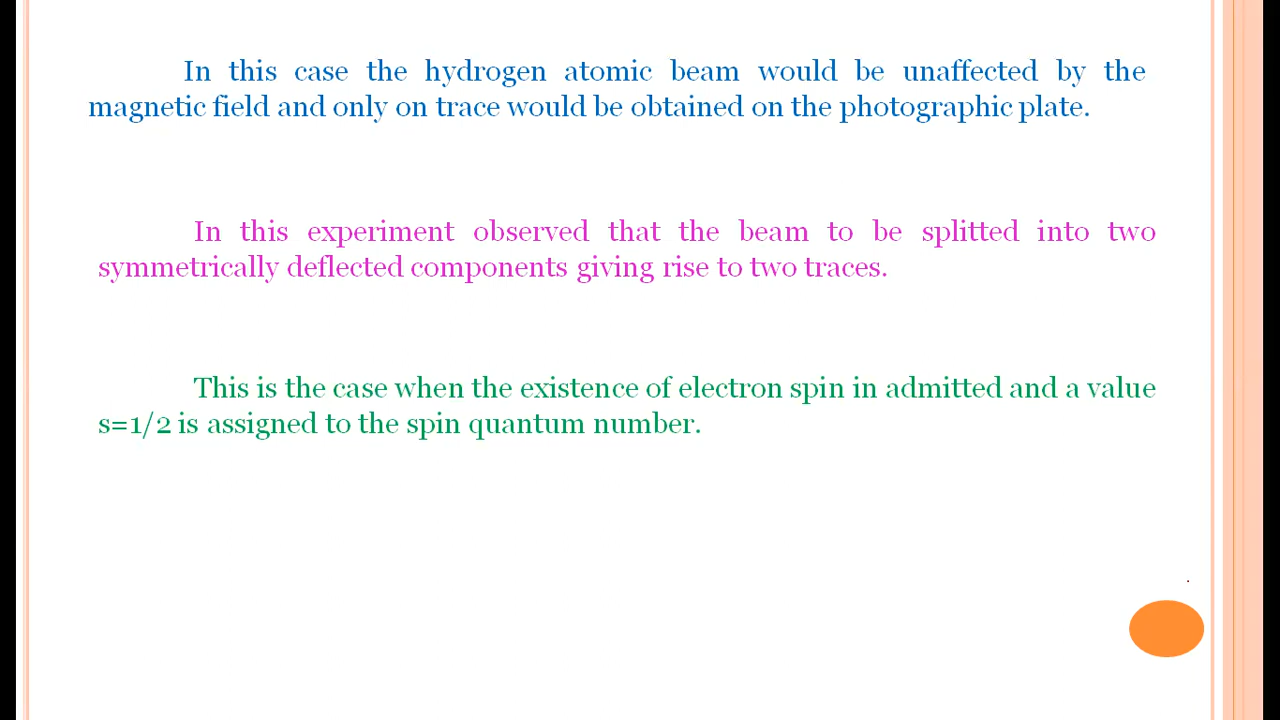 In this case the hydrogen atomic beam would be unaffected by the
magnetic field and only on trace would be obtained on the photographic plate.
In this experiment observed that the beam to be splitted into two
symmetrically deflected components giving rise to two traces.
This is the case when the existence of electron spin in admitted and a value
s=1/2 is assigned to the spin quantum number.
.